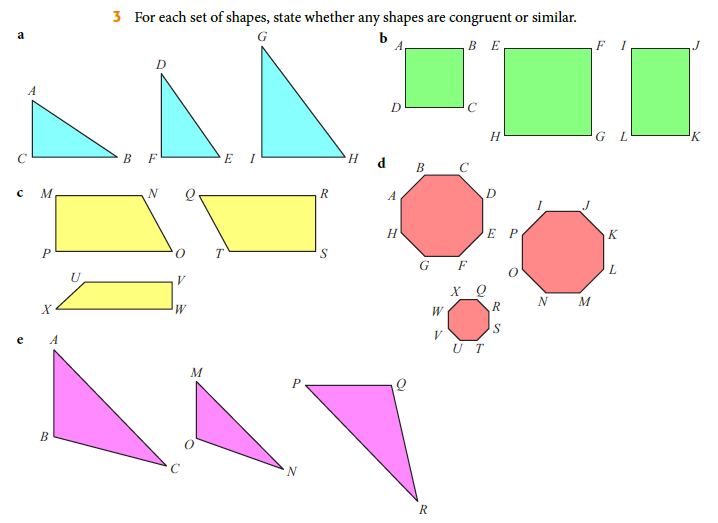 3 For each set of shapes, state whether any shapes are congruent or similar.
a
A
C
B
D
F
E
G
I
H
b
A
B
D
C
E
F
H
G
I
J
L
K
c
M
N
P
O
Q
R
T
S
U
V
X
W
d
B
C
A
D
H
E
G
F
I
J
P
K
O
L
N
M
X
Q
W
R
V
S
U
T
e
A
B
C
M
O
N
P
Q
R